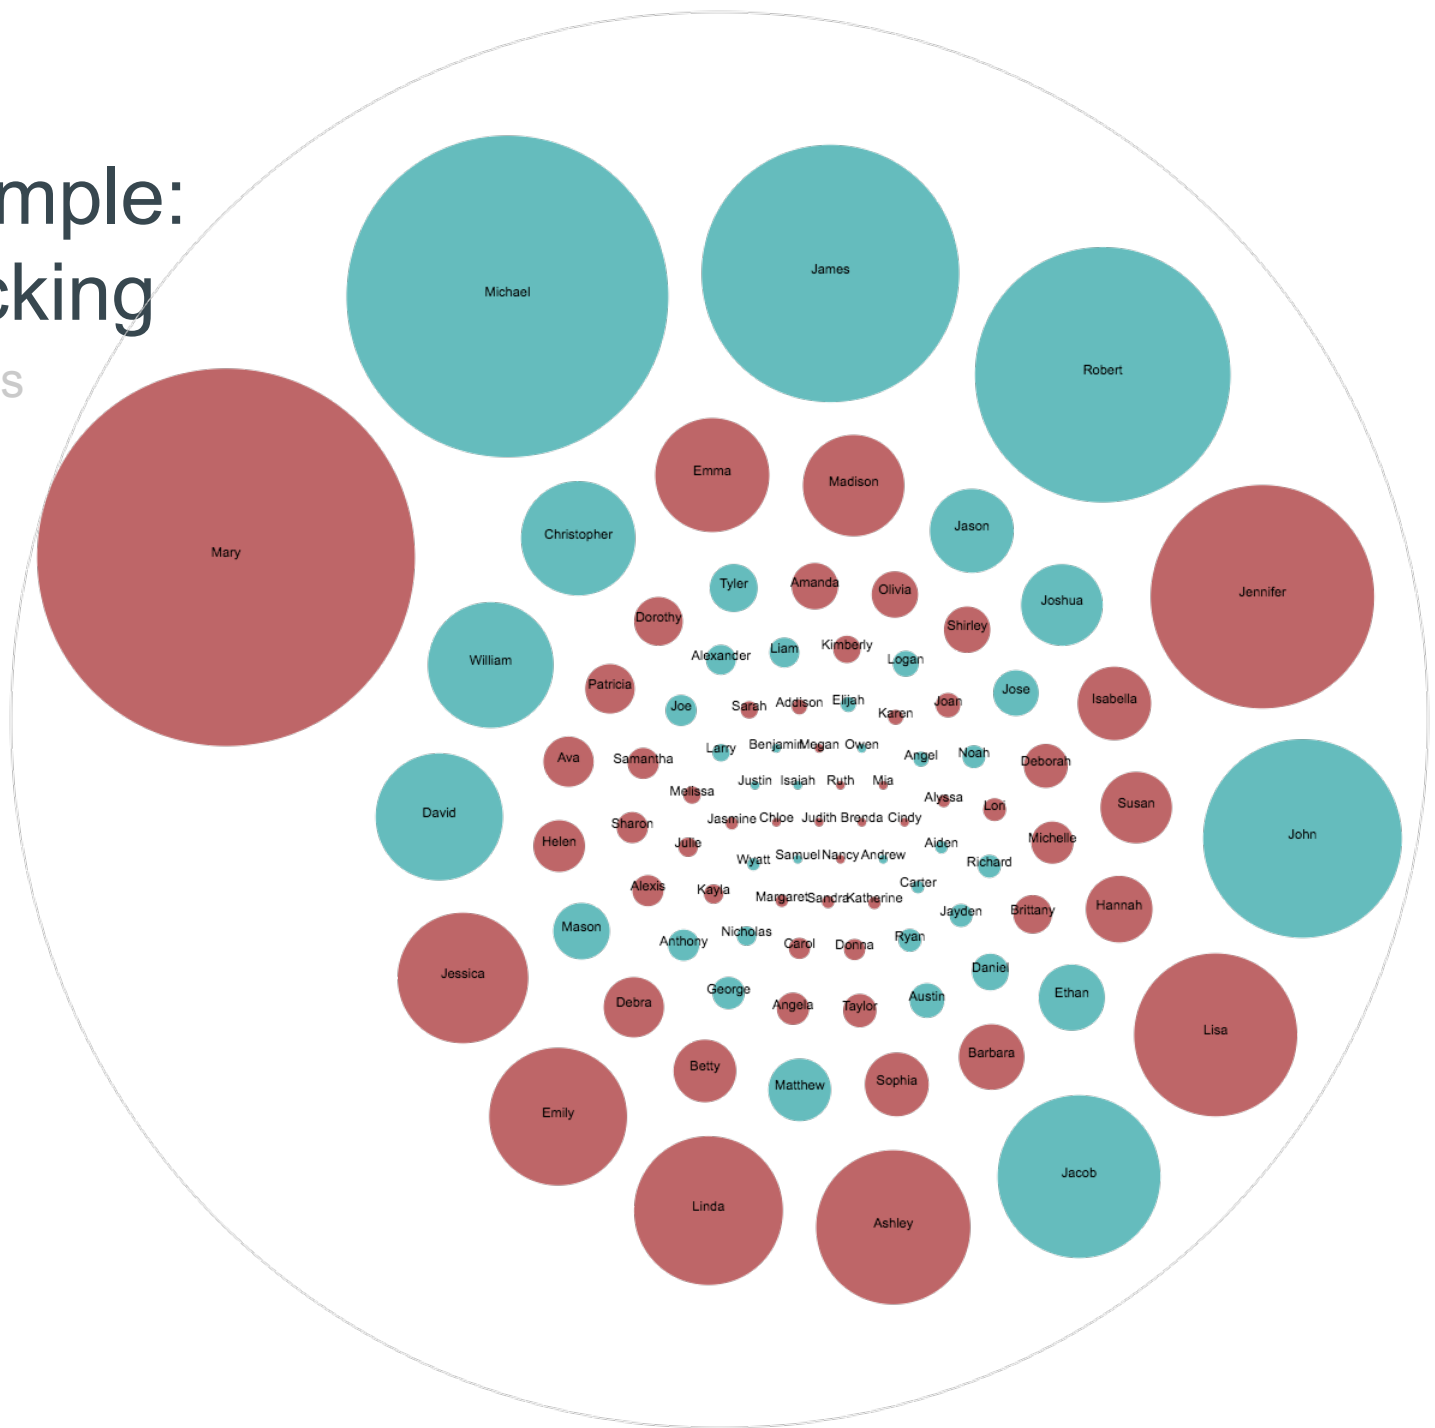 mple:
cking
s
Michael
James
Robert
Mary
Emma
Madison
Christopher
Jason
Jennifer
Tyler
Amanda
Olivia
Joshua
Dorothy
Shirley
William
Alexander
Liam
Kimberly
Logan
Patricia
Jose
Isabella
Joe
Sarah
Addison
Elijah
Karen
Joan
Ava
Samantha
Larry
Benjamin
Megan
Owen
Angel
Noah
Deborah
Melissa
Justin
Isaiah
Ruth
Mia
Alyssa
Lori
Susan
David
Helen
Sharon
Julie
Jasmine
Chloe
Judith
Brenda
Cindy
Aiden
Michelle
John
Wyatt
Samuel
Nancy
Andrew
Richard
Alexis
Kayla
Margaret
Sandra
Katherine
Carter
Jayden
Brittany
Hannah
Mason
Anthony
Nicholas
Carol
Donna
Ryan
Daniel
Jessica
Debra
George
Angela
Taylor
Austin
Ethan
Lisa
Betty
Matthew
Sophia
Barbara
Emily
Linda
Ashley
Jacob